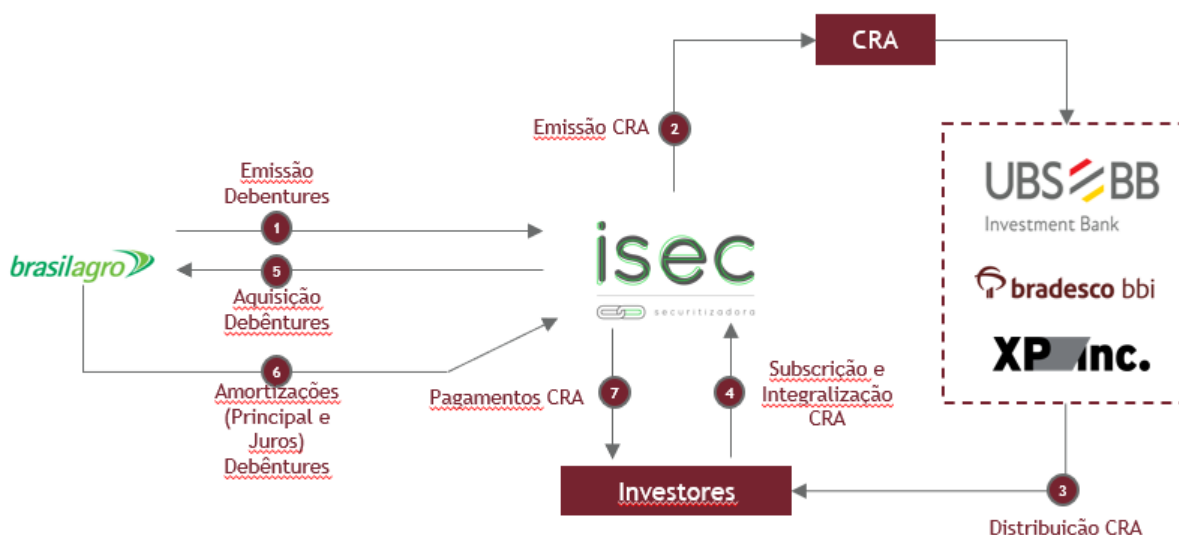 CRA
Emissão CRA
2
UBS BB
Investment Bank
Emissão
Debentures
1
isec
securitizadora
brasilagro
5
Aquisição
Debêntures
bradesco bbi
XP inc.
6
Amortizações
(Principal e
Juros)
Debêntures
Pagamentos CRA
7
4
Subscrição e
Integralização
CRA
Investores
3
Distribuição CRA